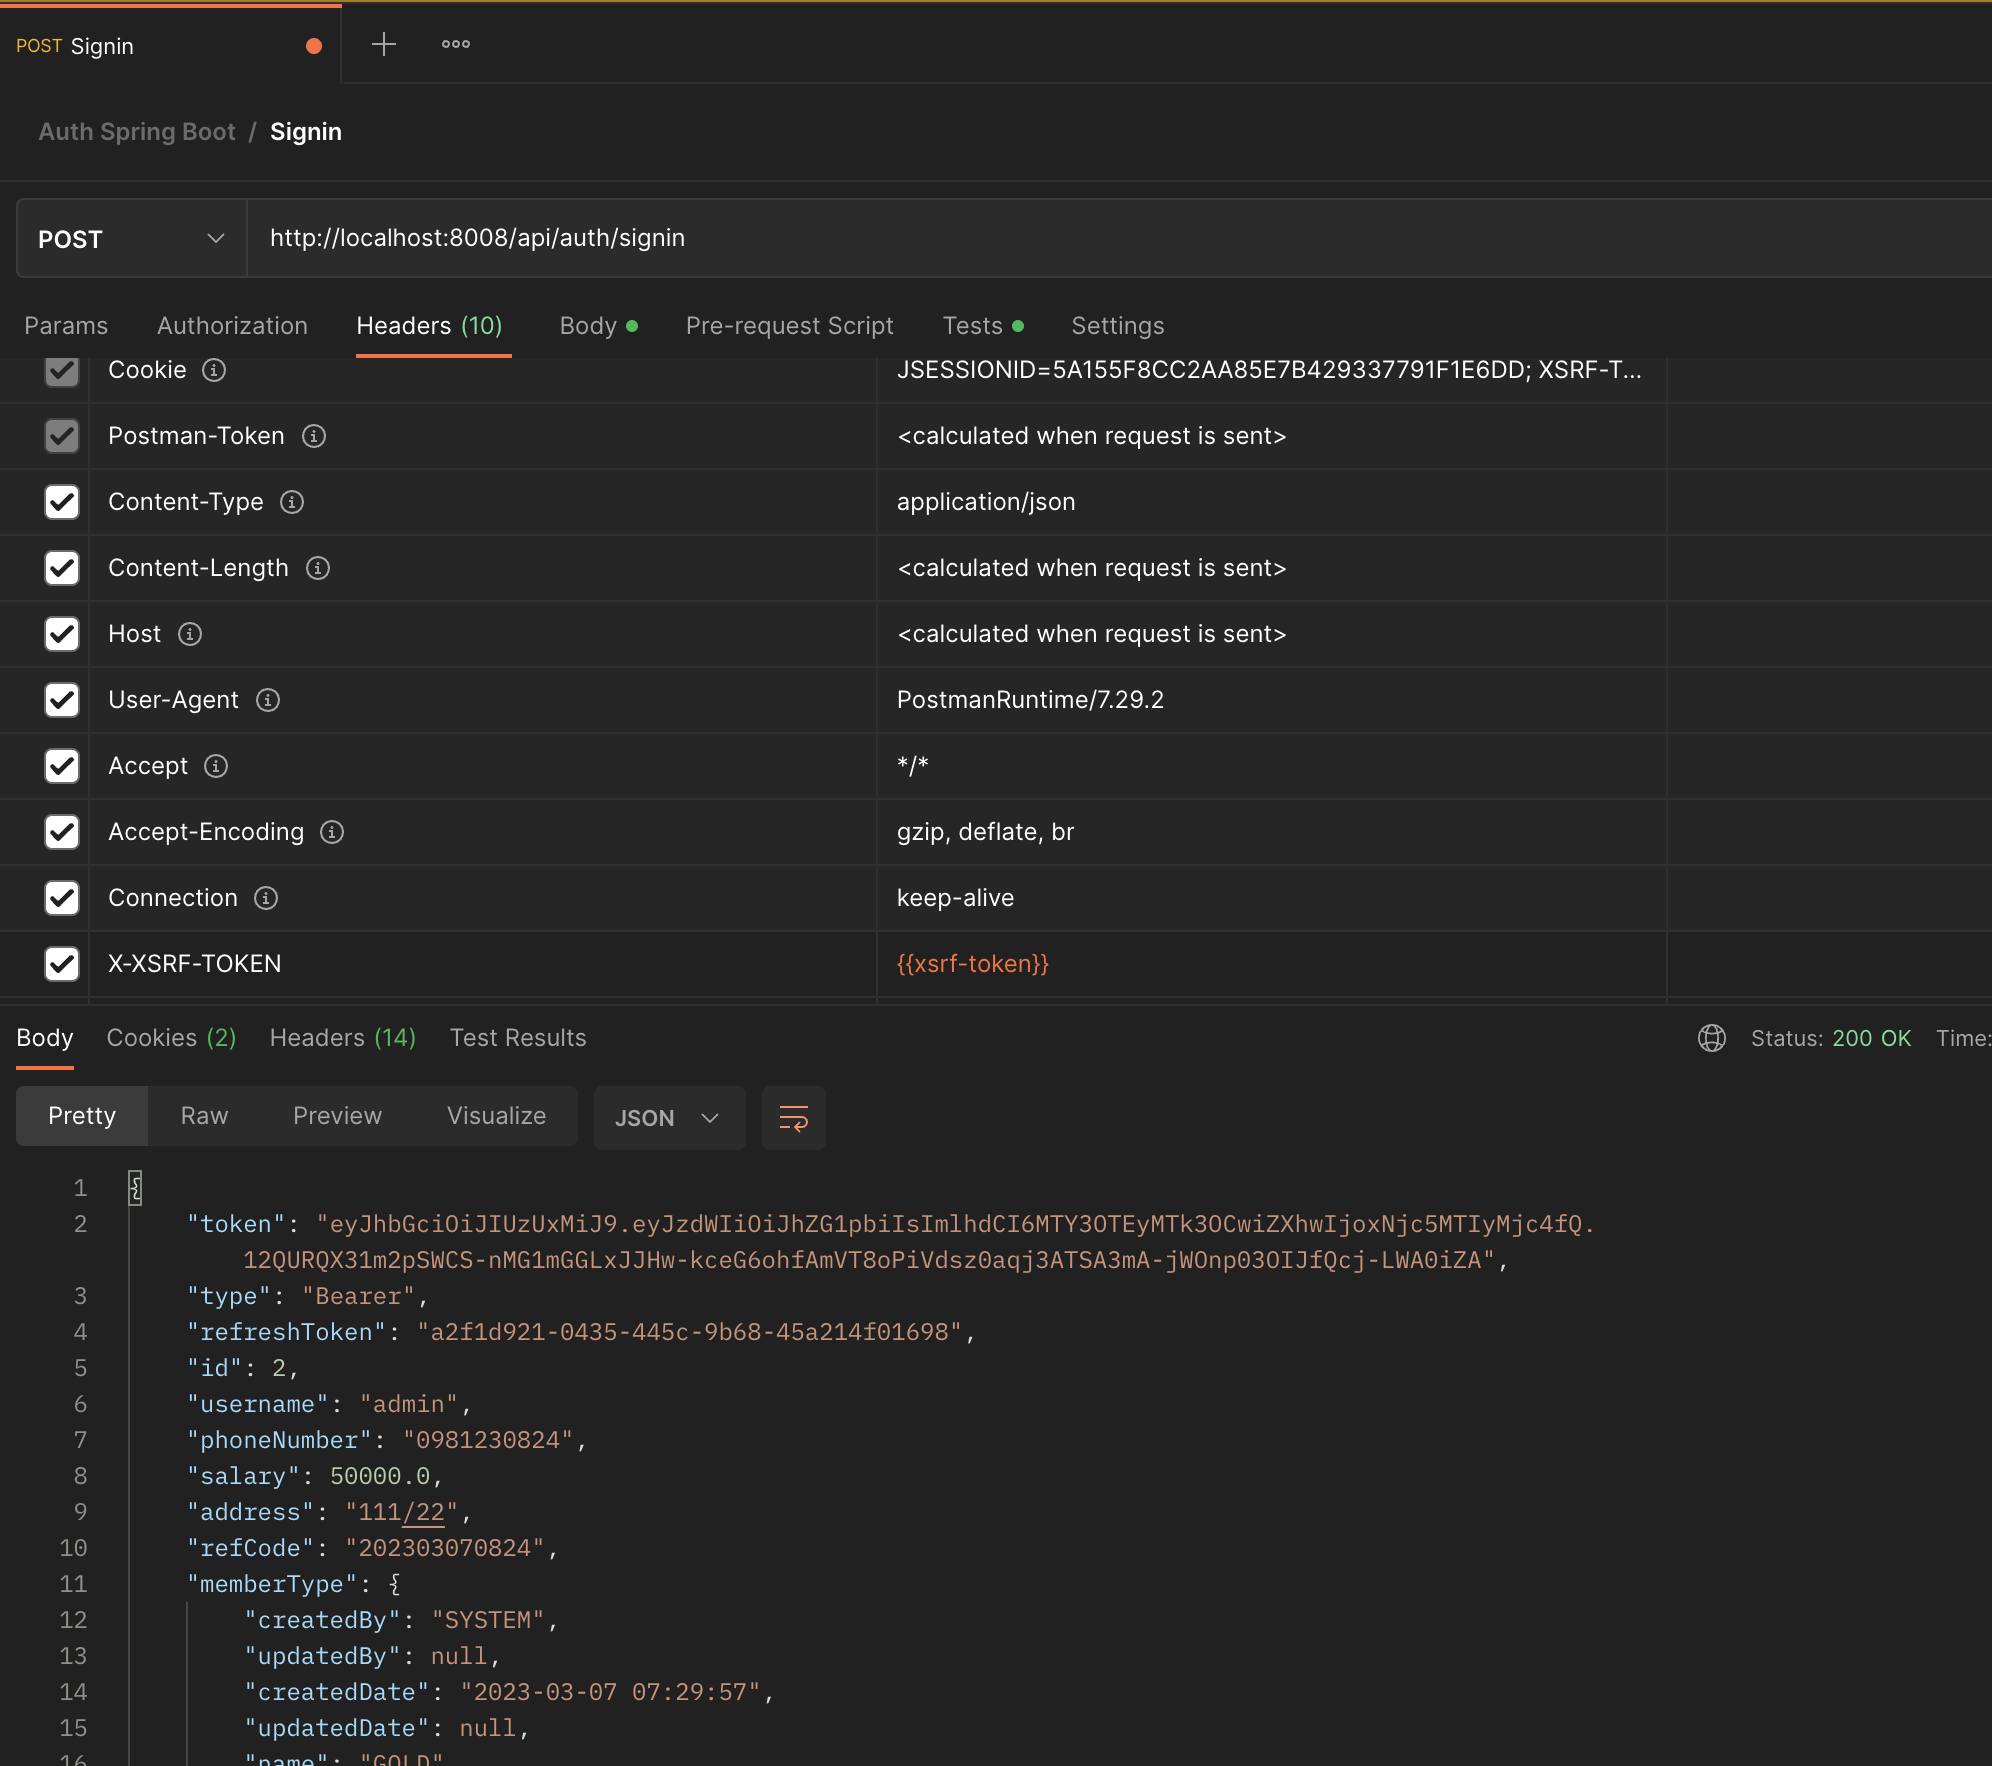 POST Signin
Auth Spring Boot / Signin
POST http://localhost:8008/api/auth/signin
Params Authorization Headers (10) Body Pre-request Script Tests Settings
Cookie JSESSIONID=5A155F8CC2AA85E7B429337791F1E6DD; XSRF-T...
Postman-Token <calculated when request is sent>
Content-Type application/json
Content-Length <calculated when request is sent>
Host <calculated when request is sent>
User-Agent PostmanRuntime/7.29.2
Accept */*
Accept-Encoding gzip, deflate, br
Connection keep-alive
X-XSRF-TOKEN {{xsrf-token}}
Body Cookies (2) Headers (14) Test Results Status: 200 OK Time:
Pretty Raw Preview Visualize JSON
1 {
2 "token": "eyJhbGciOiJIUzUxMiJ9.eyJzdWIiOiJhZG1pbiIsImlhdCI6MTY3OTEyMTk3OCwiZXhwIjoxNjc5MTIyMjc4fQ.
12QURQX31m2pSWCS-nMG1mGGLxJJHw-kceG6ohfAmVT8oPiVdsz0aqj3ATSA3mA-jWOnp03OIJfQcj-LWA0iZA",
3 "type": "Bearer",
4 "refreshToken": "a2f1d921-0435-445c-9b68-45a214f01698",
5 "id": 2,
6 "username": "admin",
7 "phoneNumber": "0981230824",
8 "salary": 50000.0,
9 "address": "111/22",
10 "refCode": "202303070824",
11 "memberType": {
12 "createdBy": "SYSTEM",
13 "updatedBy": null,
14 "createdDate": "2023-03-07 07:29:57",
15 "updatedDate": null,
16 "name": "GOLD"